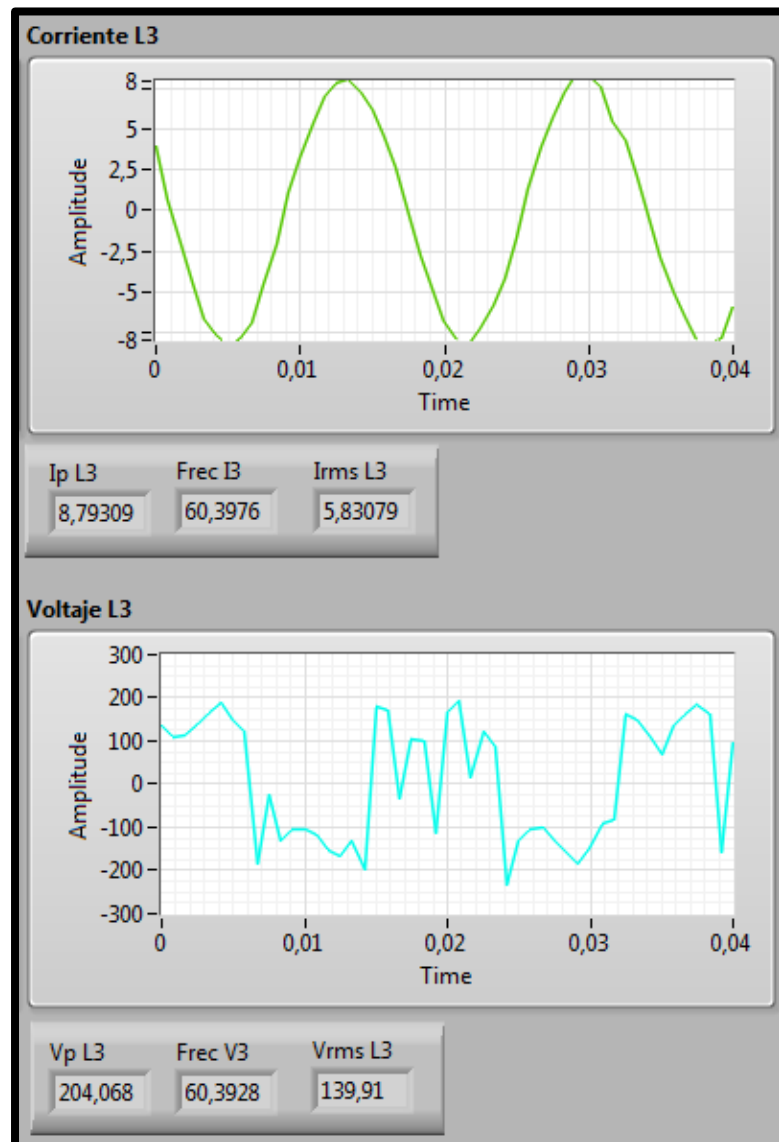 Corriente L3
8
5
2,5
0
-2,5
-5
-8
Amplitude
0 0,01 0,02 0,03 0,04
Time
Ip L3 Frec I3 Irms L3
8,79309 60,3976 5,83079
Voltaje L3
300
200
100
0
-100
-200
-300
Amplitude
0 0,01 0,02 0,03 0,04
Time
Vp L3 Frec V3 Vrms L3
204,068 60,3928 139,91